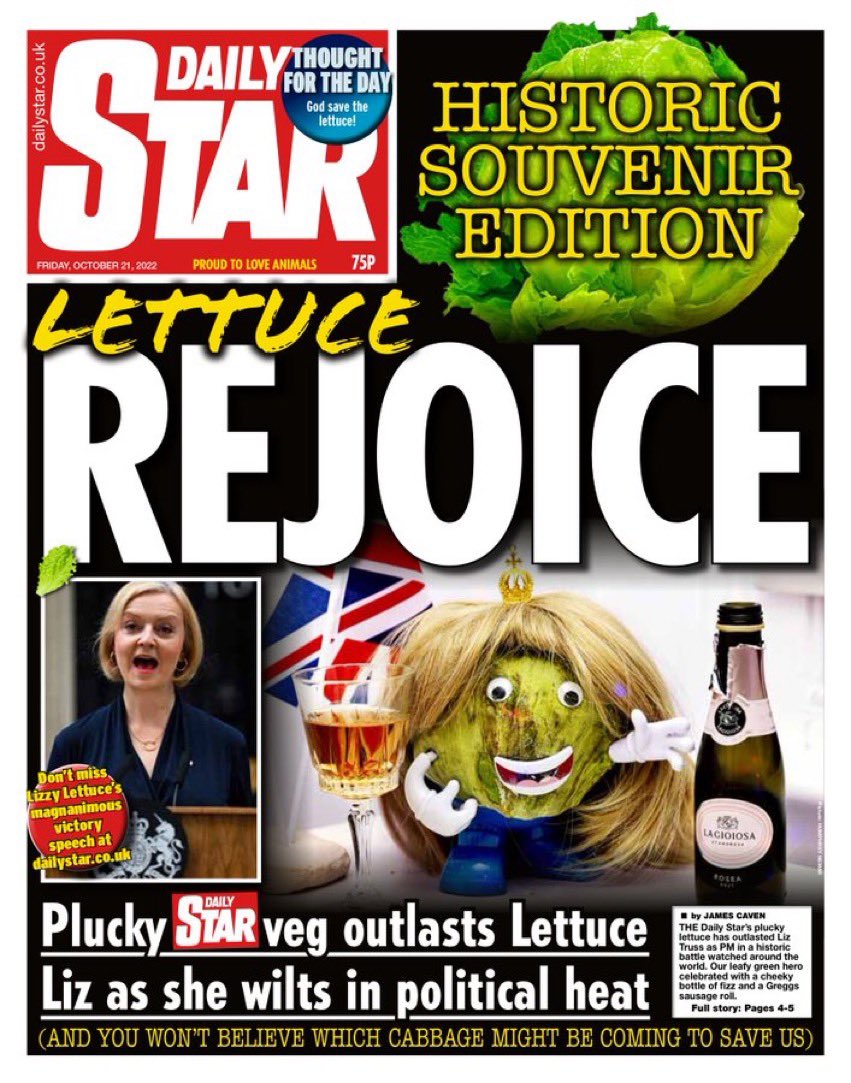 dailystar.co.uk
DAILY
STAR
THOUGHT
FOR THE DAY
God save the
lettuce!
FRIDAY, OCTOBER 21, 2022
PROUD TO LOVE ANIMALS
75P
HISTORIC
SOUVENIR
EDITION
LETTUCE
REJOICE
Don't miss
Lizzy Lettuce's
magnanimous
victory
speech at
dailystar.co.uk
LAGIOIOSA
ROSEA
BRUT
Plucky DAILY STAR veg outlasts Lettuce
Liz as she wilts in political heat
■ by JAMES CAVEN
THE Daily Star's plucky
lettuce has outlasted Liz
Truss as PM in a historic
battle watched around the
world. Our leafy green hero
celebrated with a cheeky
bottle of fizz and a Greggs
sausage roll.
Full story: Pages 4-5
(AND YOU WON'T BELIEVE WHICH CABBAGE MIGHT BE COMING TO SAVE US)